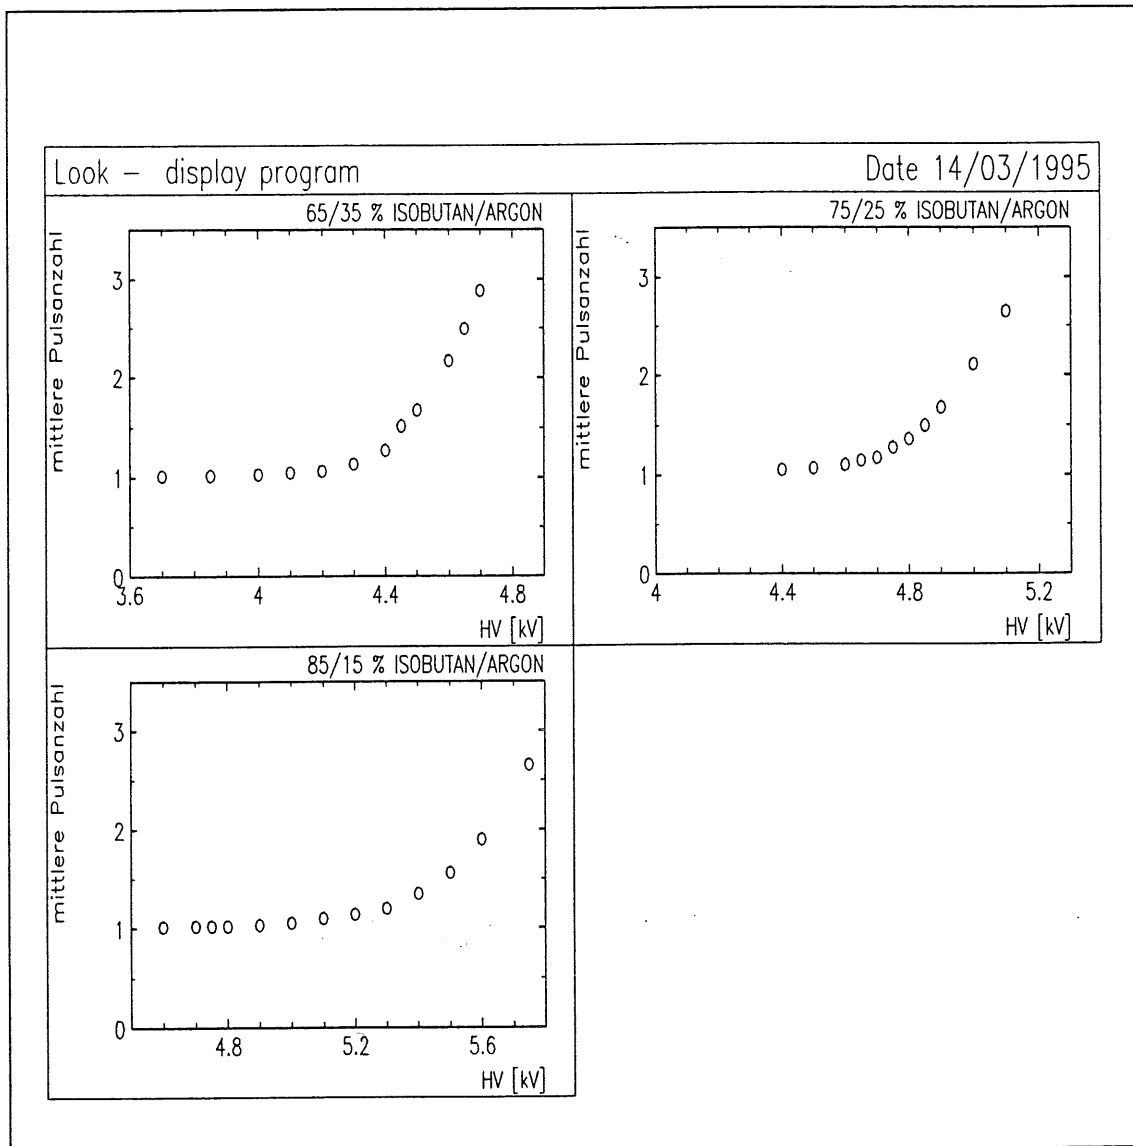 Look – display program
Date 14/03/1995
65/35 % ISOBUTAN/ARGON
mittlere Pulsanzahl
3
2
1
0
3.6 4 4.4 4.8
HV [kV]
75/25 % ISOBUTAN/ARGON
mittlere Pulsanzahl
3
2
1
0
4 4.4 4.8 5.2
HV [kV]
85/15 % ISOBUTAN/ARGON
mittlere Pulsanzahl
3
2
1
0
4.8 5.2 5.6
HV [kV]